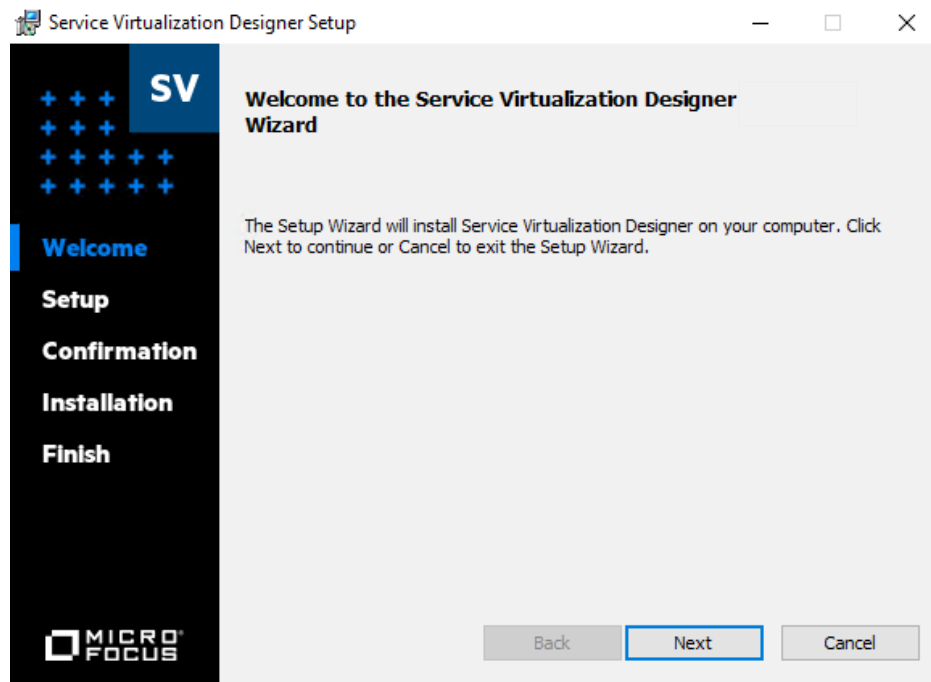 Service Virtualization Designer Setup
SV
Welcome to the Service Virtualization Designer
Wizard
The Setup Wizard will install Service Virtualization Designer on your computer. Click
Next to continue or Cancel to exit the Setup Wizard.
Welcome
Setup
Confirmation
Installation
Finish
MICRO
FOCUS
Back
Next
Cancel